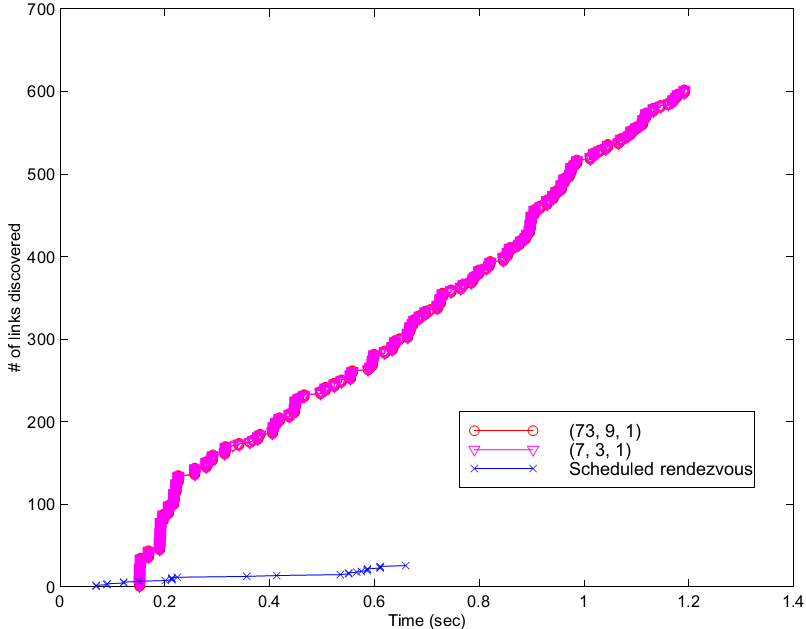 700
600
500
400
300
200
100
0
# of links discovered
(73, 9, 1)
(7, 3, 1)
Scheduled rendezvous
0 0.2 0.4 0.6 0.8 1 1.2 1.4
Time (sec)